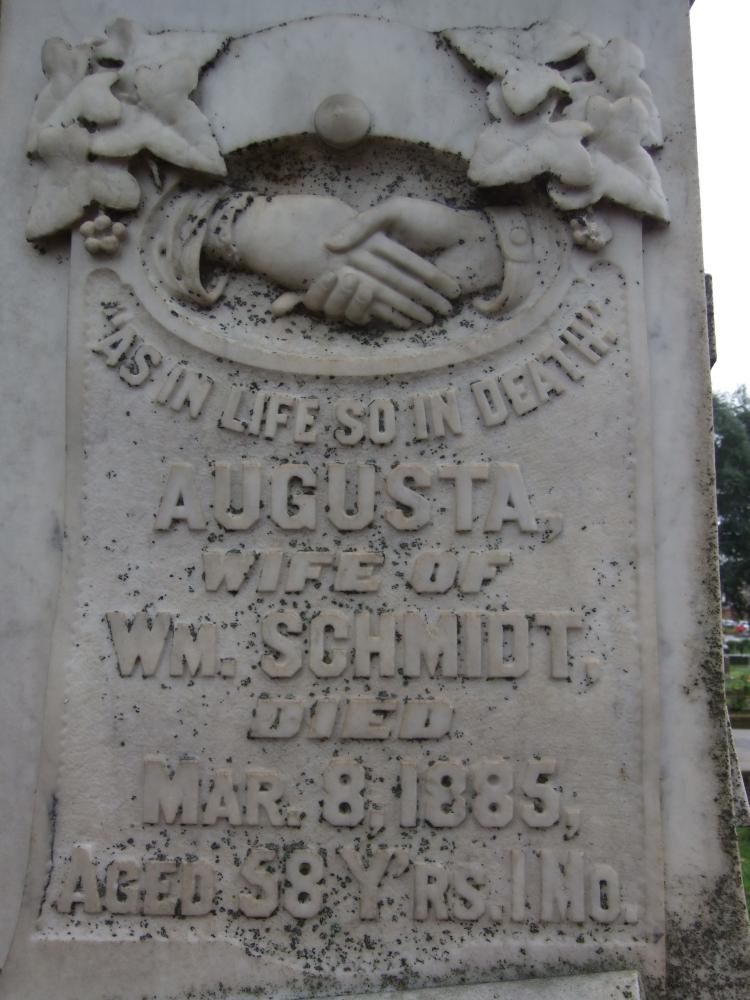 "AS IN LIFE SO IN DEATH."
AUGUSTA,
WIFE OF
WM. SCHMIDT.
DIED
MAR. 8, 1885,
AGED 58 Y'RS. 1 MO.